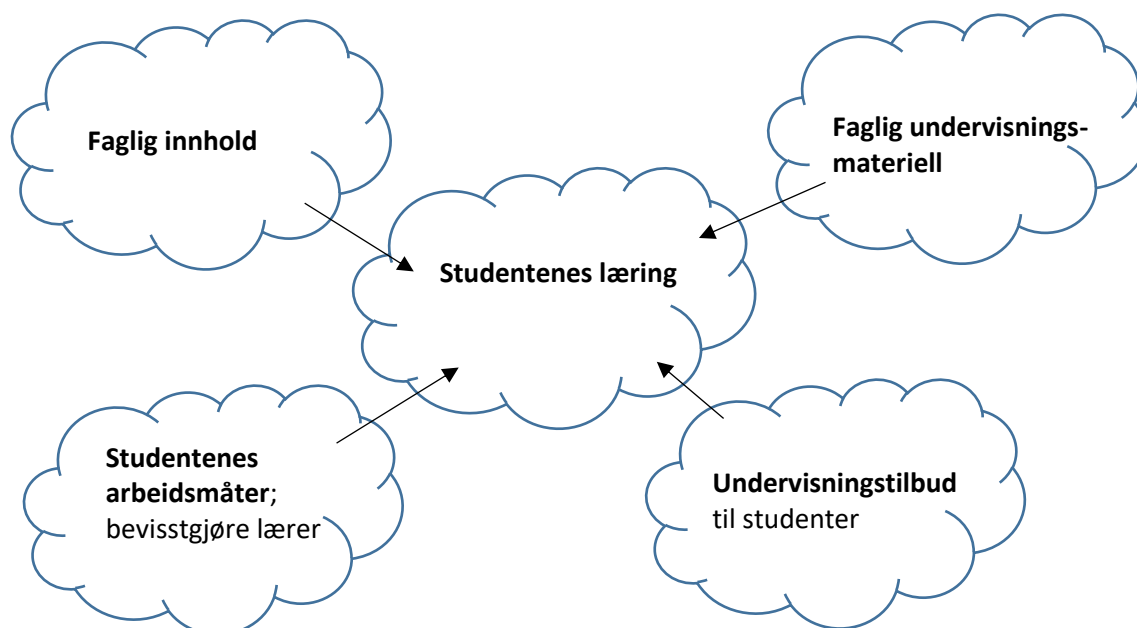 Faglig innhold
Faglig undervisnings-
materiell
Studentenes læring
Studentenes
arbeidsmåter;
bevisstgjøre lærer
Undervisningstilbud
til studenter